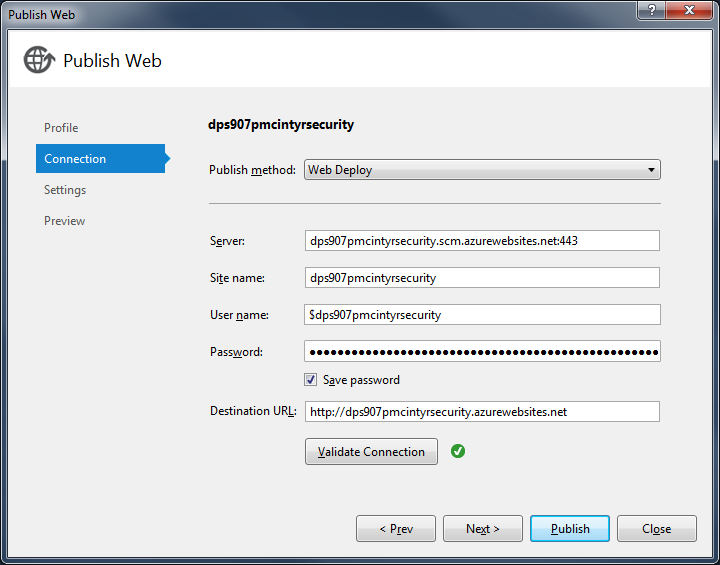 Publish Web
?
Publish Web
Profile
Connection
Settings
Preview
dps907pmcintyrsecurity
Publish method: Web Deploy
Server: dps907pmcintyrsecurity.scm.azurewebsites.net:443
Site name: dps907pmcintyrsecurity
User name: $dps907pmcintyrsecurity
Password: ●●●●●●●●●●●●●●●●●●●●●●●●●●●●●●●●●●●●●●●●●●●●●●●●●●
Save password
Destination URL: http://dps907pmcintyrsecurity.azurewebsites.net
Validate Connection
< Prev Next > Publish Close